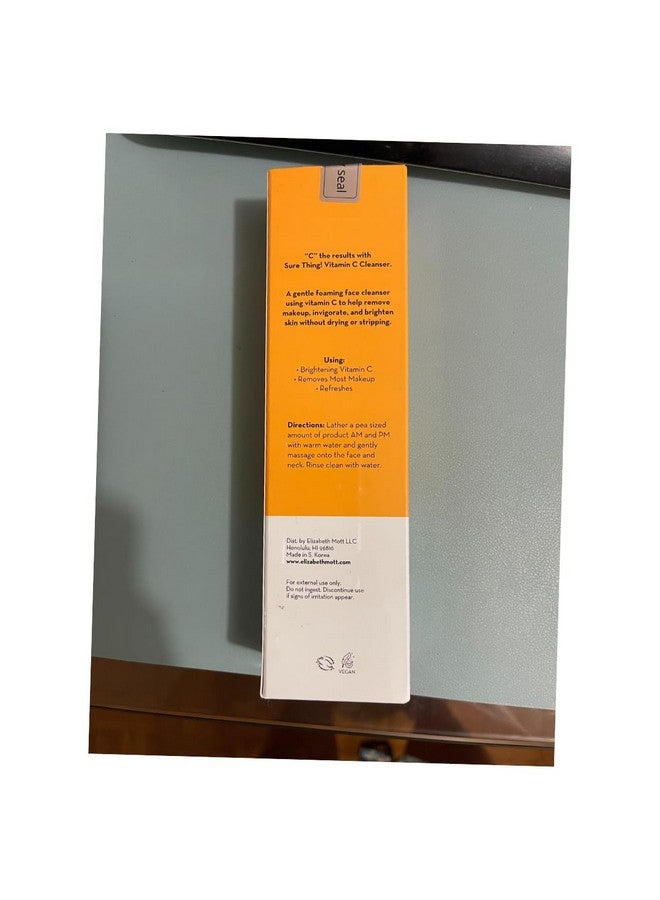 seal
"C" the results with
Sure Thing! Vitamin C Cleanser.
A gentle foaming face cleanser
using vitamin C to help remove
makeup, invigorate, and brighten
skin without drying or stripping.
Using:
• Brightening Vitamin C
• Removes Most Makeup
• Refreshes
Directions: Lather a pea sized
amount of product AM and PM
with warm water and gently
massage onto the face and
neck. Rinse clean with water.
Dist. by Elizabeth Mott LLC
Honolulu, HI 96816
Made in S. Korea
www.elizabethmott.com
For external use only.
Do not ingest. Discontinue use
if signs of irritation appear.
VEGAN